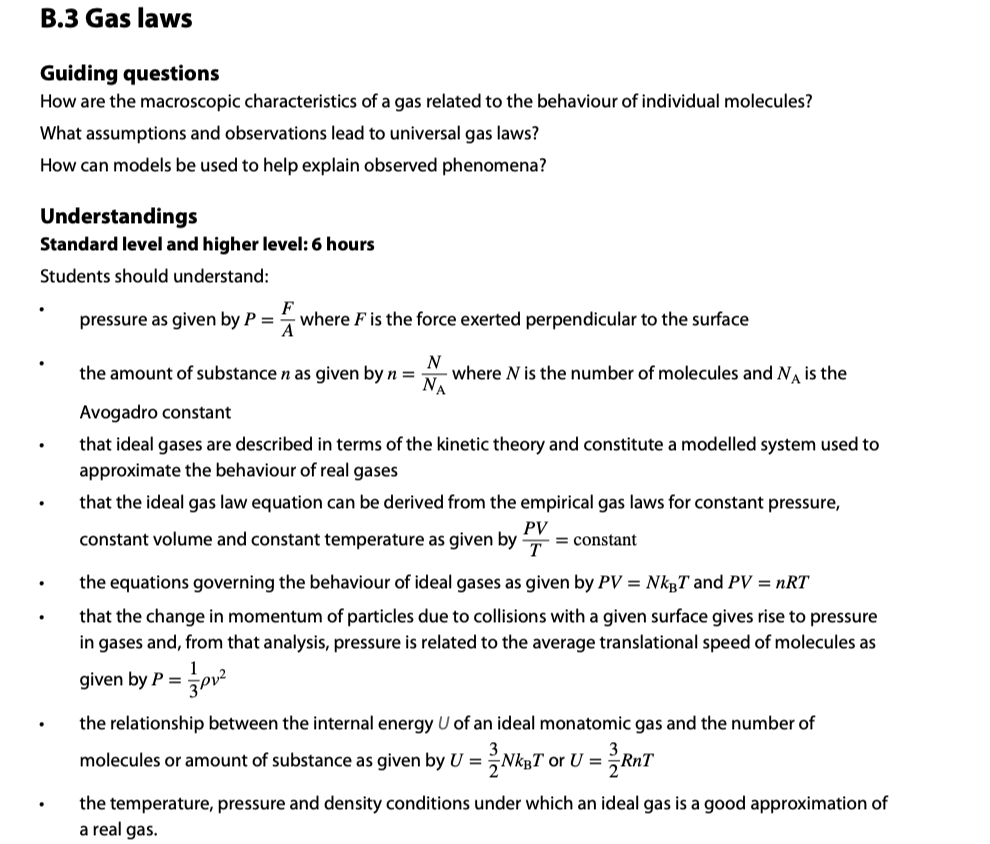 B.3 Gas laws
Guiding questions
How are the macroscopic characteristics of a gas related to the behaviour of individual molecules?
What assumptions and observations lead to universal gas laws?
How can models be used to help explain observed phenomena?
Understandings
Standard level and higher level: 6 hours
Students should understand:
• pressure as given by P = F/A where F is the force exerted perpendicular to the surface
• the amount of substance n as given by n = N/N_A where N is the number of molecules and N_A is the
Avogadro constant
• that ideal gases are described in terms of the kinetic theory and constitute a modelled system used to
approximate the behaviour of real gases
• that the ideal gas law equation can be derived from the empirical gas laws for constant pressure,
constant volume and constant temperature as given by PV/T = constant
• the equations governing the behaviour of ideal gases as given by PV = Nk_BT and PV = nRT
• that the change in momentum of particles due to collisions with a given surface gives rise to pressure
in gases and, from that analysis, pressure is related to the average translational speed of molecules as
given by P = 1/3 ρv²
• the relationship between the internal energy U of an ideal monatomic gas and the number of
molecules or amount of substance as given by U = 3/2 Nk_BT or U = 3/2 RnT
• the temperature, pressure and density conditions under which an ideal gas is a good approximation of
a real gas.